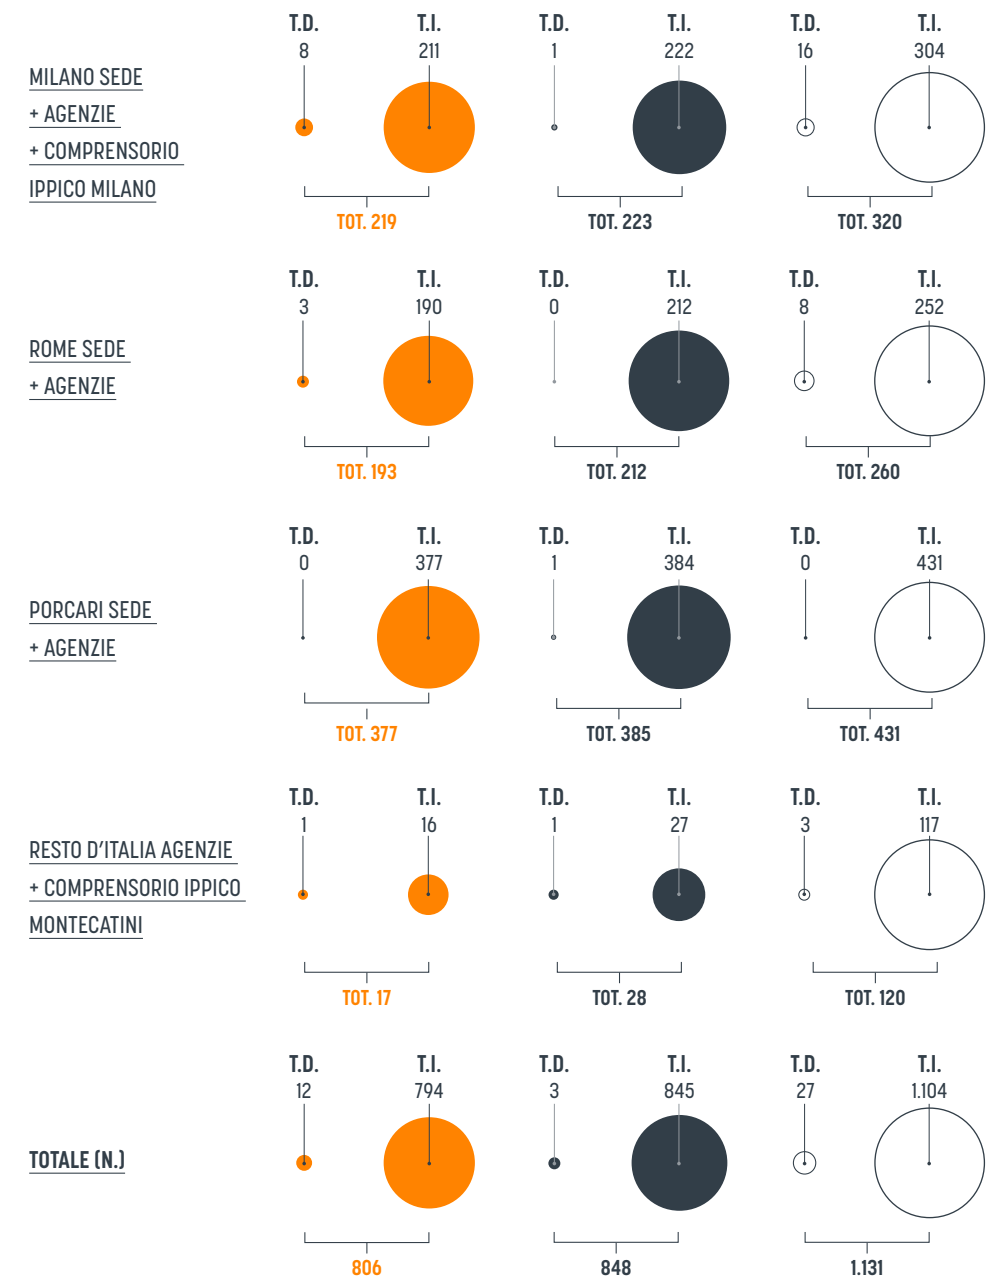 T.D. T.I. T.D. T.I. T.D. T.I.
8 211 1 222 16 304
MILANO SEDE
+ AGENZIE
+ COMPRENSORIO
IPPICO MILANO
TOT. 219 TOT. 223 TOT. 320
T.D. T.I. T.D. T.I. T.D. T.I.
3 190 0 212 8 252
ROME SEDE
+ AGENZIE
TOT. 193 TOT. 212 TOT. 260
T.D. T.I. T.D. T.I. T.D. T.I.
0 377 1 384 0 431
PORCARI SEDE
+ AGENZIE
TOT. 377 TOT. 385 TOT. 431
T.D. T.I. T.D. T.I. T.D. T.I.
1 16 1 27 3 117
RESTO D'ITALIA AGENZIE
+ COMPRENSORIO IPPICO
MONTECATINI
TOT. 17 TOT. 28 TOT. 120
T.D. T.I. T.D. T.I. T.D. T.I.
12 794 3 845 27 1.104
TOTALE (N.)
806 848 1.131